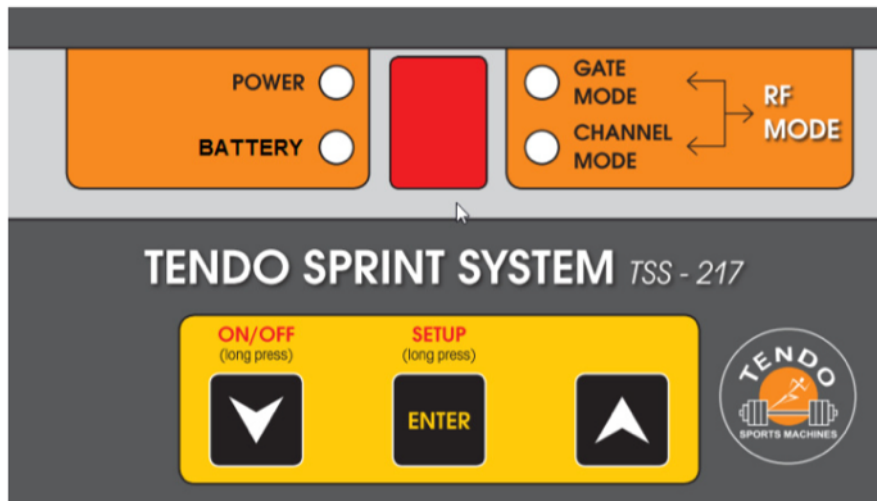 POWER
BATTERY
GATE
MODE
CHANNEL
MODE
RF
MODE
TENDO SPRINT SYSTEM TSS - 217
ON/OFF
(long press)
SETUP
(long press)
ENTER
TENDO
SPORTS MACHINES